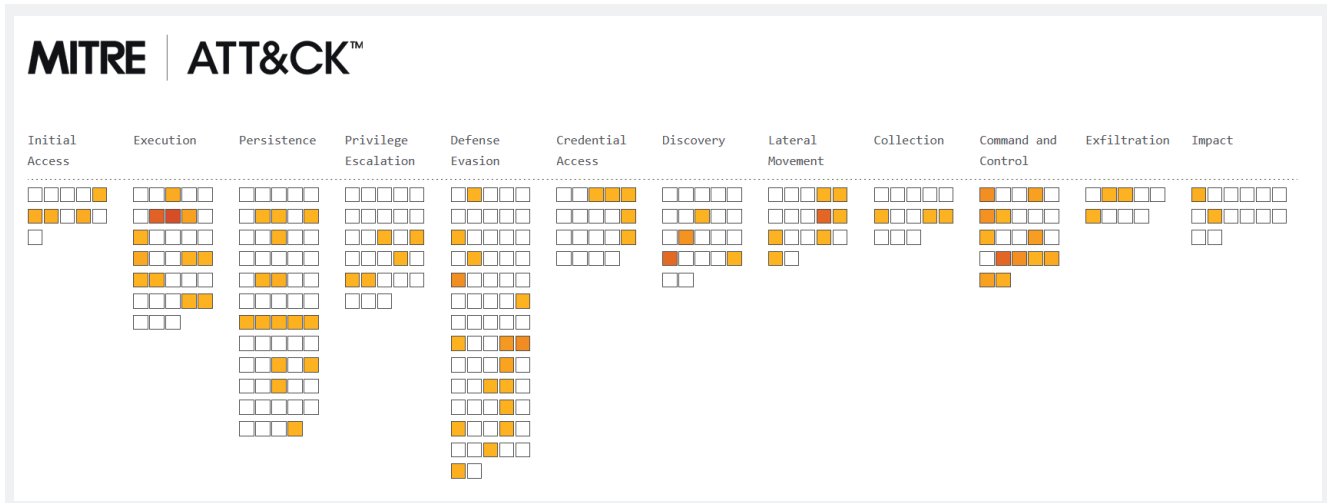 MITRE | ATT&CK™
Initial Access
Execution
Persistence
Privilege Escalation
Defense Evasion
Credential Access
Discovery
Lateral Movement
Collection
Command and Control
Exfiltration
Impact